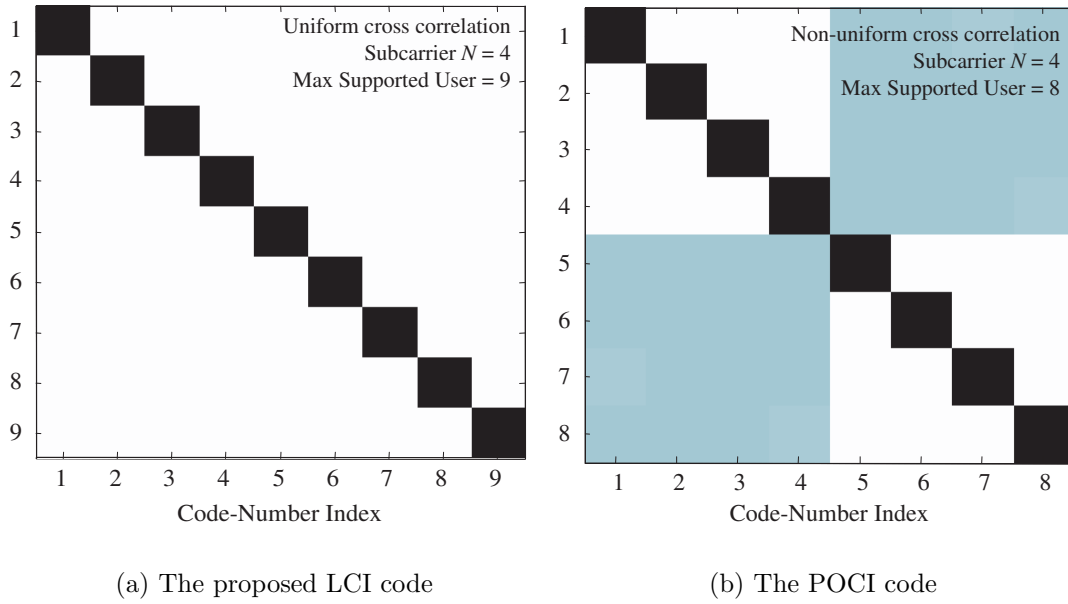 Uniform cross correlation
Subcarrier N = 4
Max Supported User = 9
1
2
3
4
5
6
7
8
9
1 2 3 4 5 6 7 8 9
Code-Number Index
(a) The proposed LCI code
Non-uniform cross correlation
Subcarrier N = 4
Max Supported User = 8
1
2
3
4
5
6
7
8
1 2 3 4 5 6 7 8
Code-Number Index
(b) The POCI code